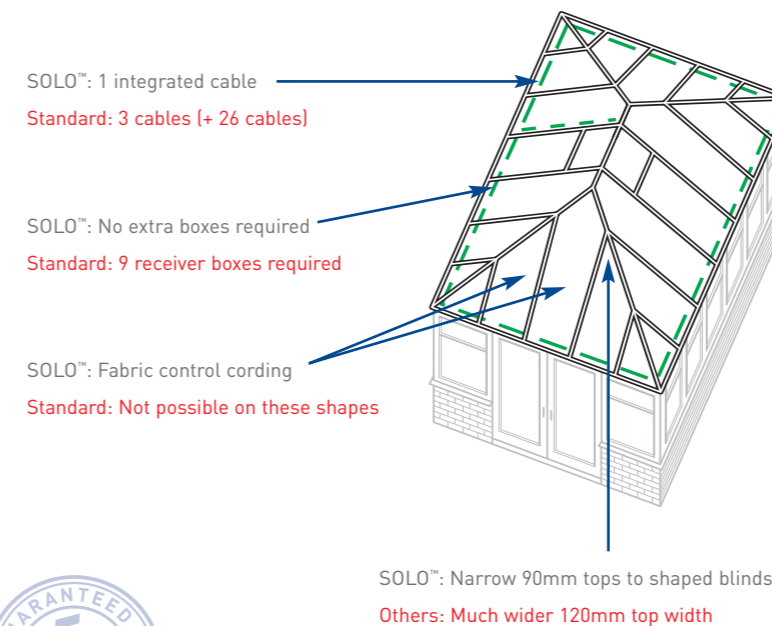 SOLO™: 1 integrated cable
Standard: 3 cables (+ 26 cables)
SOLO™: No extra boxes required
Standard: 9 receiver boxes required
SOLO™: Fabric control cording
Standard: Not possible on these shapes
SOLO™: Narrow 90mm tops to shaped blinds
Others: Much wider 120mm top width